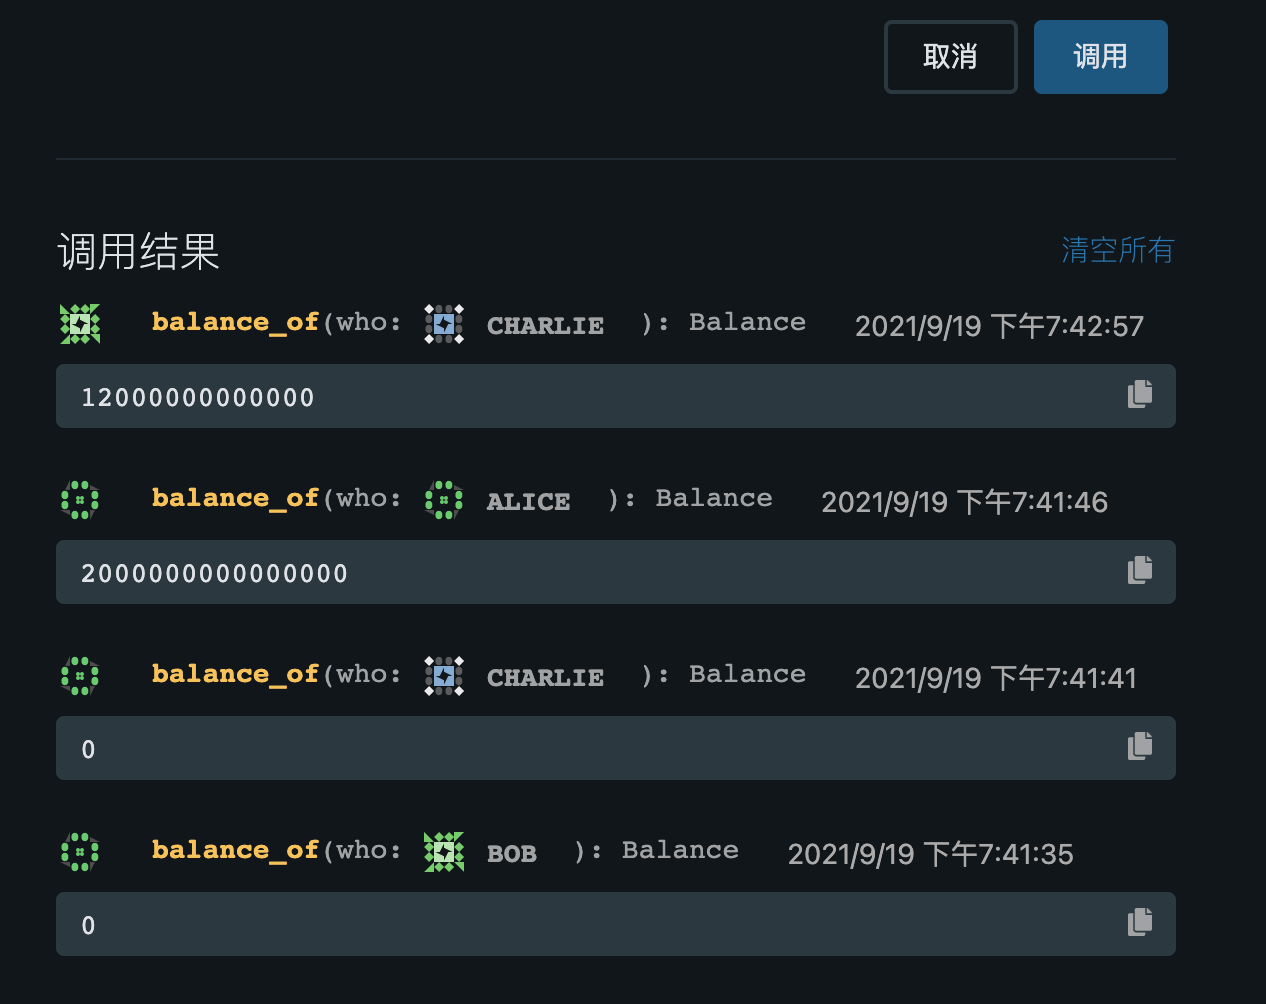 取消 调用
调用结果 清空所有
balance_of(who: CHARLIE ): Balance 2021/9/19 下午7:42:57
12000000000000
balance_of(who: ALICE ): Balance 2021/9/19 下午7:41:46
2000000000000000
balance_of(who: CHARLIE ): Balance 2021/9/19 下午7:41:41
0
balance_of(who: BOB ): Balance 2021/9/19 下午7:41:35
0